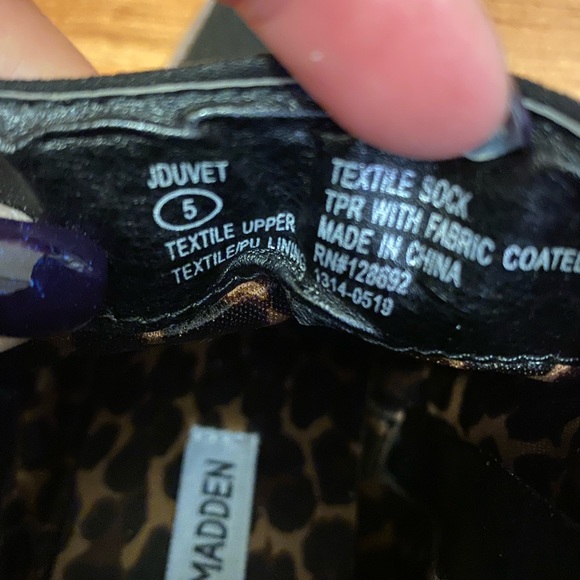 JDUVET
5
TEXTILE UPPER
TEXTILE/PU LINING
TEXTILE SOCK
TPR WITH FABRIC COATED
MADE IN CHINA
RN#128692
1314-0519
MADDEN